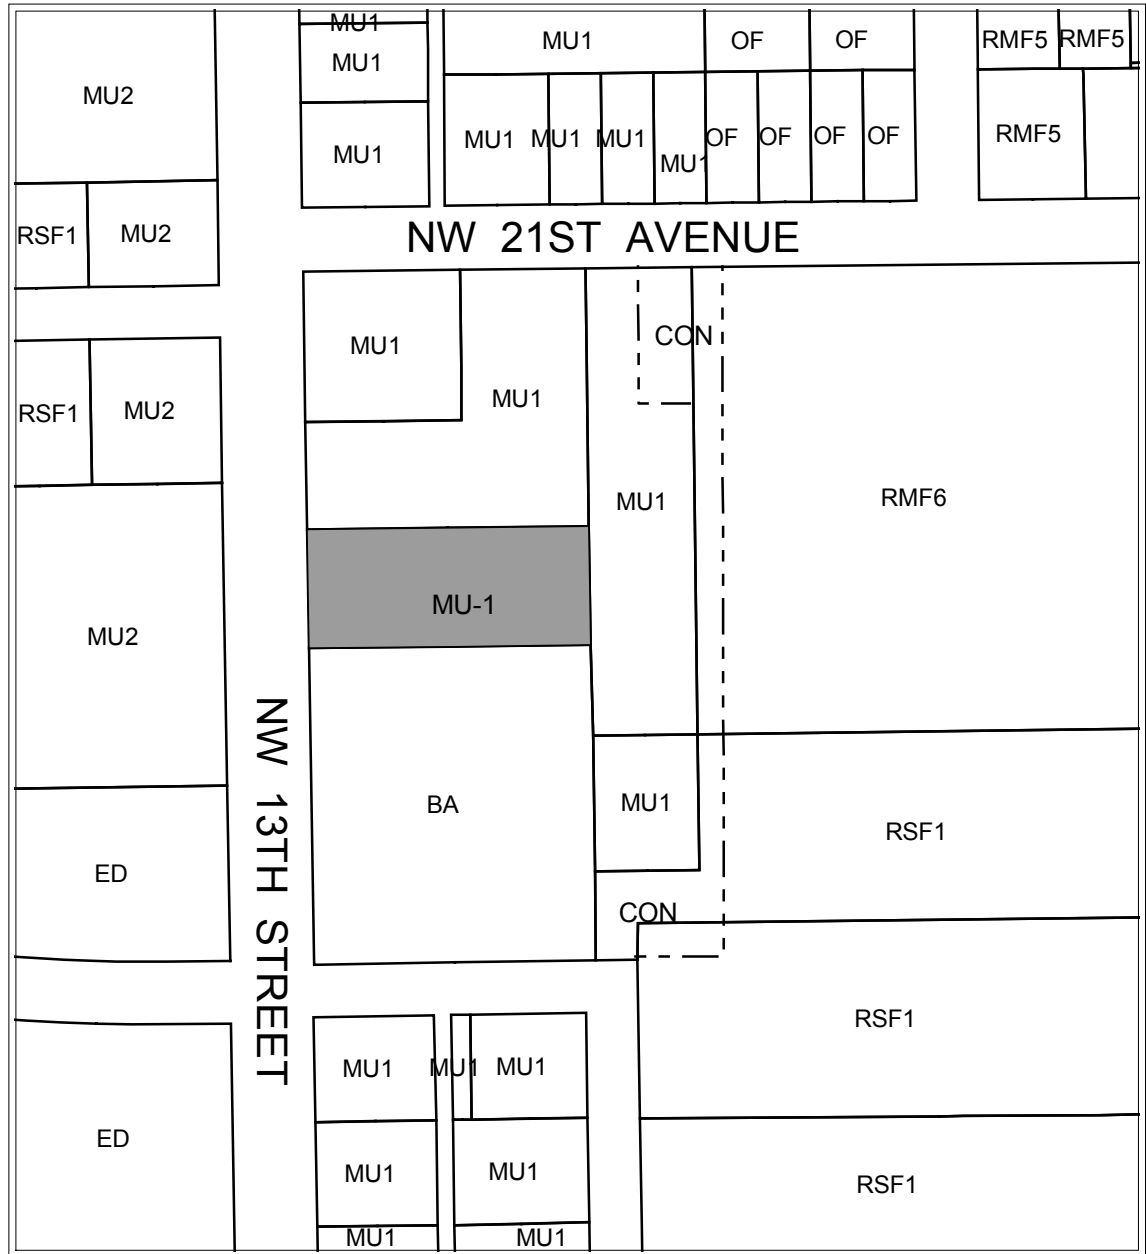 MU1
MU1 OF OF RMF5 RMF5
MU1
MU2
RMF5
MU1 MU1 MU1 MU1 MU1 OF OF OF OF
RSF1 MU2 NW 21ST AVENUE
CON
MU1
MU1
RSF1 MU2
MU1 RMF6
MU-1
MU2
MU1
BA
RSF1
NW 13TH STREET
ED
CON
RSF1
MU1 MU1 MU1
ED
MU1 MU1
RSF1
MU1 MU1